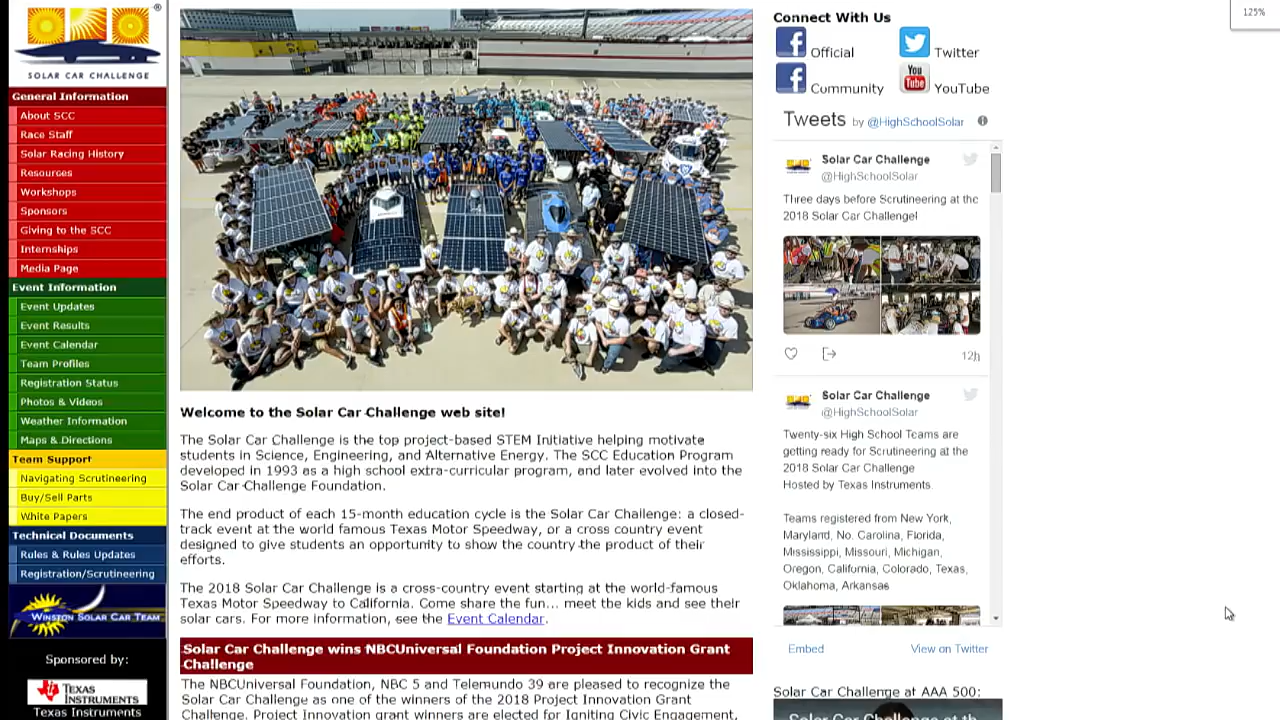 SOLAR CAR CHALLENGE
®
General Information
About SCC
Race Staff
Solar Racing History
Resources
Workshops
Sponsors
Giving to the SCC
Internships
Media Page
Event Information
Event Updates
Event Results
Event Calendar
Team Profiles
Registration Status
Photos & Videos
Weather Information
Maps & Directions
Team Support
Navigating Scrutineering
Buy/Sell Parts
White Papers
Technical Documents
Rules & Rules Updates
Registration/Scrutineering
WINSTON SOLAR CAR TEAM
Sponsored by:
TEXAS
INSTRUMENTS
Texas Instruments
Welcome to the Solar Car Challenge web site!
The Solar Car Challenge is the top project-based STEM Initiative helping motivate
students in Science, Engineering, and Alternative Energy. The SCC Education Program
developed in 1993 as a high school extra-curricular program, and later evolved into the
Solar Car Challenge Foundation.
The end product of each 15-month education cycle is the Solar Car Challenge: a closed-
track event at the world famous Texas Motor Speedway, or a cross country event
designed to give students an opportunity to show the country the product of their
efforts.
The 2018 Solar Car Challenge is a cross-country event starting at the world-famous
Texas Motor Speedway to California. Come share the fun... meet the kids and see their
solar cars. For more information, see the Event Calendar.
Solar Car Challenge wins NBCUniversal Foundation Project Innovation Grant
Challenge
The NBCUniversal Foundation, NBC 5 and Telemundo 39 are pleased to recognize the
Solar Car Challenge as one of the winners of the 2018 Project Innovation Grant
Challenge. Project Innovation grant winners are elected for Igniting Civic Engagement,
Connect With Us
Official
Twitter
Community
You
Tube
YouTube
Tweets by @HighSchoolSolar
Solar Car Challenge
@HighSchoolSolar
Three days before Scrutineering at the
2018 Solar Car Challenge!
12h
Solar Car Challenge
@HighSchoolSolar
Twenty-six High School Teams are
getting ready for Scrutineering at the
2018 Solar Car Challenge
Hosted by Texas Instruments.
Teams registered from New York,
Maryland, No. Carolina, Florida,
Mississippi, Missouri, Michigan,
Oregon, California, Colorado, Texas,
Oklahoma, Arkansas
Embed
View on Twitter
Solar Car Challenge at AAA 500:
Solar Car Challenge at th
125%